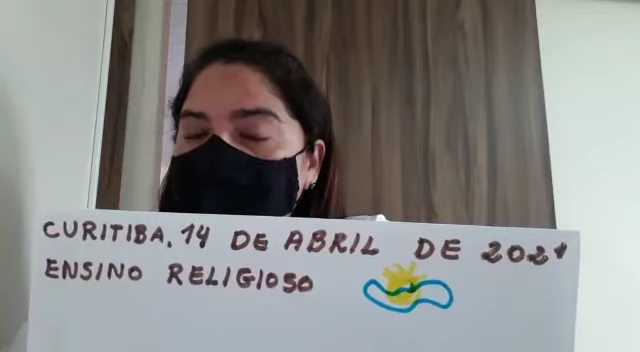 CURITIBA, 14 DE ABRIL DE 2021
ENSINO RELIGIOSO